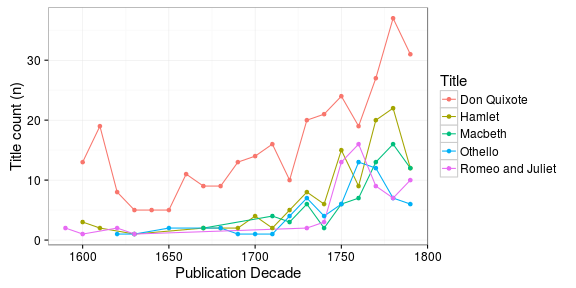 30
20
10
0
Title count (n)
1600
1650
1700
1750
1800
Publication Decade
Title
Don Quixote
Hamlet
Macbeth
Othello
Romeo and Juliet